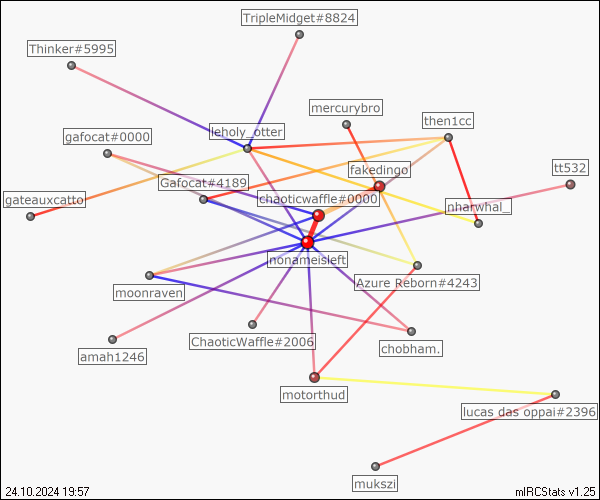 TripleMidget#8824
Thinker#5995
mercurybro
then1cc
leholy_otter
gafocat#0000
fakedingo
tt532
Gafocat#4189
gateauxcatto
chaoticwaffle#0000
nharwhal_
nonameisleft
Azure Reborn#4243
moonraven
ChaoticWaffle#2006
chobham.
amah1246
motorthud
lucas das oppai#2396
mukszi
24.10.2024 19:57
mIRCStats v1.25